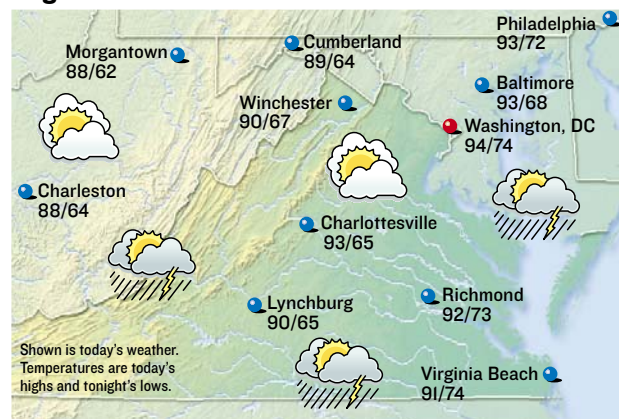 Philadelphia
93/72
Morgantown
88/62
Cumberland
89/64
Baltimore
93/68
Winchester
90/67
Washington, DC
94/74
Charleston
88/64
Charlottesville
93/65
Lynchburg
90/65
Richmond
92/73
Shown is today's weather.
Temperatures are today's
highs and tonight's lows.
Virginia Beach
91/74